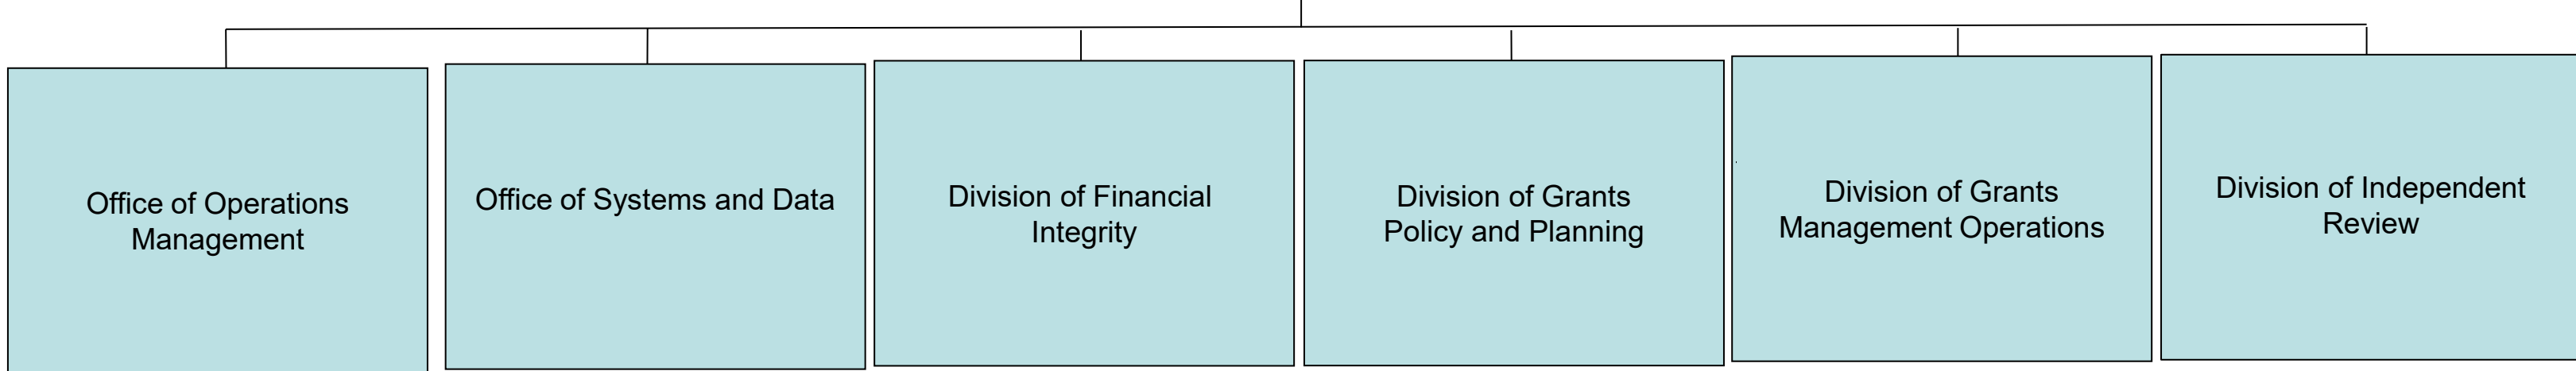 Office of Operations
Management
Office of Systems and Data
Division of Financial
Integrity
Division of Grants
Policy and Planning
Division of Grants
Management Operations
Division of Independent
Review